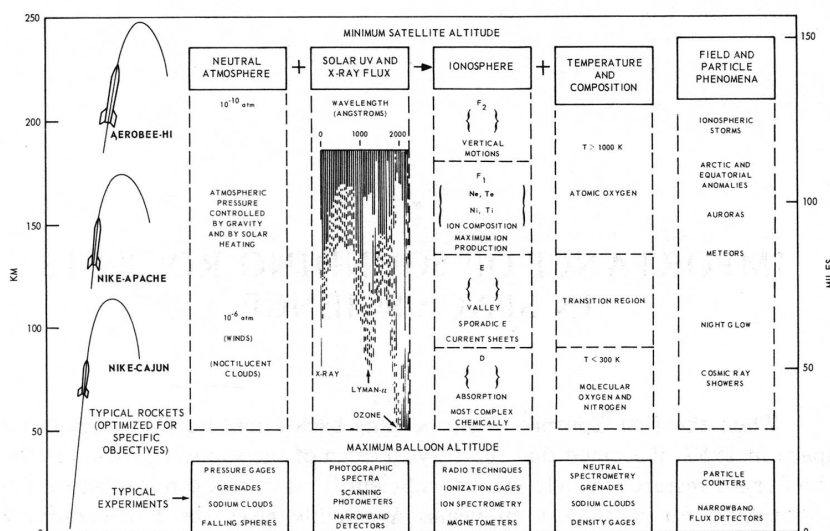 MINIMUM SATELLITE ALTITUDE
250
200
150
100
50
0
KM
150
100
50
0
MILES
AEROBEE-HI
NIKE-APACHE
NIKE-CAJUN
TYPICAL ROCKETS
(OPTIMIZED FOR
SPECIFIC
OBJECTIVES)
TYPICAL
EXPERIMENTS
NEUTRAL
ATMOSPHERE
+
10-10 atm
ATMOSPHERIC
PRESSURE
CONTROLLED
BY GRAVITY
AND BY SOLAR
HEATING
10-6 atm
(WINDS)
(NOCTILUCENT
CLOUDS)
SOLAR UV AND
X-RAY FLUX
WAVELENGTH
(ANGSTROMS)
0 1000 2000
X-RAY
LYMAN-α
OZONE
IONOSPHERE
+
F2
{ }
VERTICAL
MOTIONS
F1
{ Ne, Te
Ni, Ti }
ION COMPOSITION
MAXIMUM ION
PRODUCTION
E
{ }
VALLEY
SPORADIC E
CURRENT SHEETS
D
{ }
ABSORPTION
MOST COMPLEX
CHEMICALLY
TEMPERATURE
AND
COMPOSITION
T > 1000 K
ATOMIC OXYGEN
TRANSITION REGION
T < 300 K
MOLECULAR
OXYGEN AND
NITROGEN
FIELD AND
PARTICLE
PHENOMENA
IONOSPHERIC
STORMS
ARCTIC AND
EQUATORIAL
ANOMALIES
AURORAS
METEORS
NIGHT GLOW
COSMIC RAY
SHOWERS
MAXIMUM BALLOON ALTITUDE
PRESSURE GAGES
GRENADES
SODIUM CLOUDS
FALLING SPHERES
PHOTOGRAPHIC
SPECTRA
SCANNING
PHOTOMETERS
NARROWBAND
DETECTORS
RADIO TECHNIQUES
IONIZATION GAGES
ION SPECTROMETRY
MAGNETOMETERS
NEUTRAL
SPECTROMETRY
GRENADES
SODIUM CLOUDS
DENSITY GAGES
PARTICLE
COUNTERS
NARROWBAND
FLUX DETECTORS